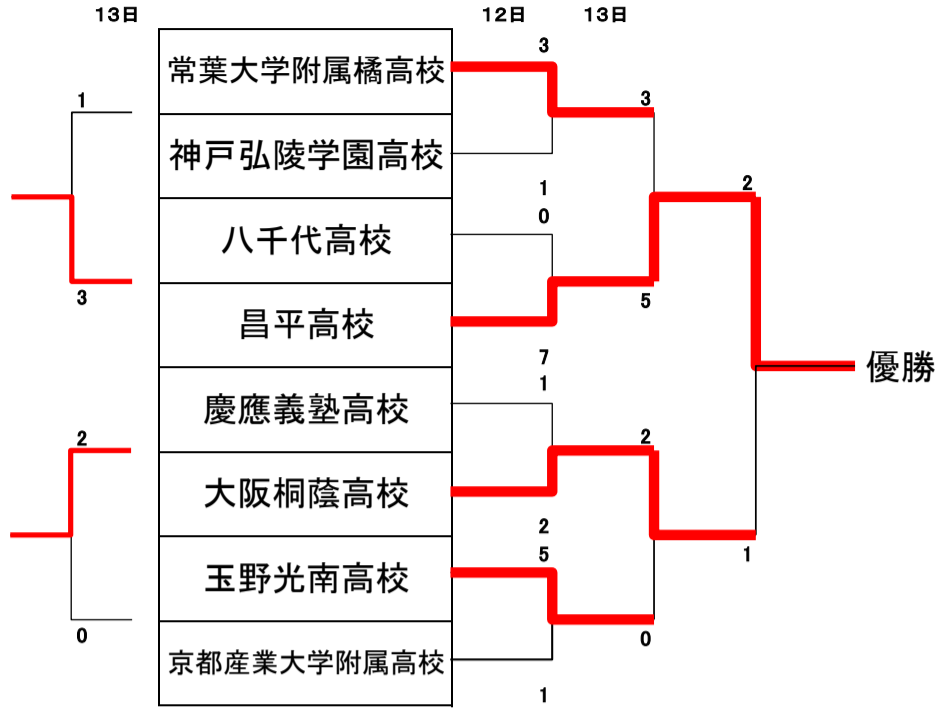 13日
12日
13日
常葉大学附属橘高校
神戸弘陵学園高校
八千代高校
昌平高校
慶應義塾高校
大阪桐蔭高校
玉野光南高校
京都産業大学附属高校
1
3
2
0
3
1
0
7
1
2
5
1
3
5
2
0
2
1
優勝